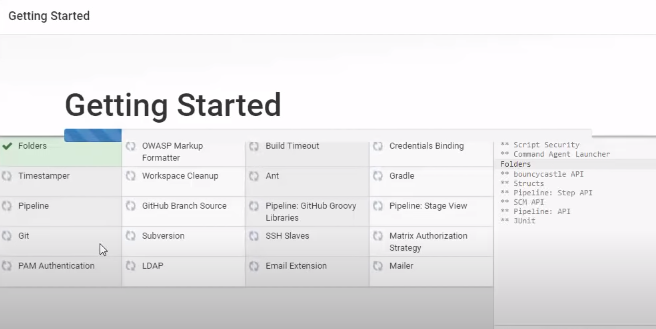 Getting Started
Getting Started
Folders
OWASP Markup
Formatter
Build Timeout
Credentials Binding
Timestamper
Workspace Cleanup
Ant
Gradle
Pipeline
GitHub Branch Source
Pipeline: GitHub Groovy
Libraries
Pipeline: Stage View
Git
Subversion
SSH Slaves
Matrix Authorization
Strategy
PAM Authentication
LDAP
Email Extension
Mailer
** Script Security
** Command Agent Launcher
Folders
** bouncycastle API
** Structs
** Pipeline: Step API
** SCM API
** Pipeline: API
** JUnit